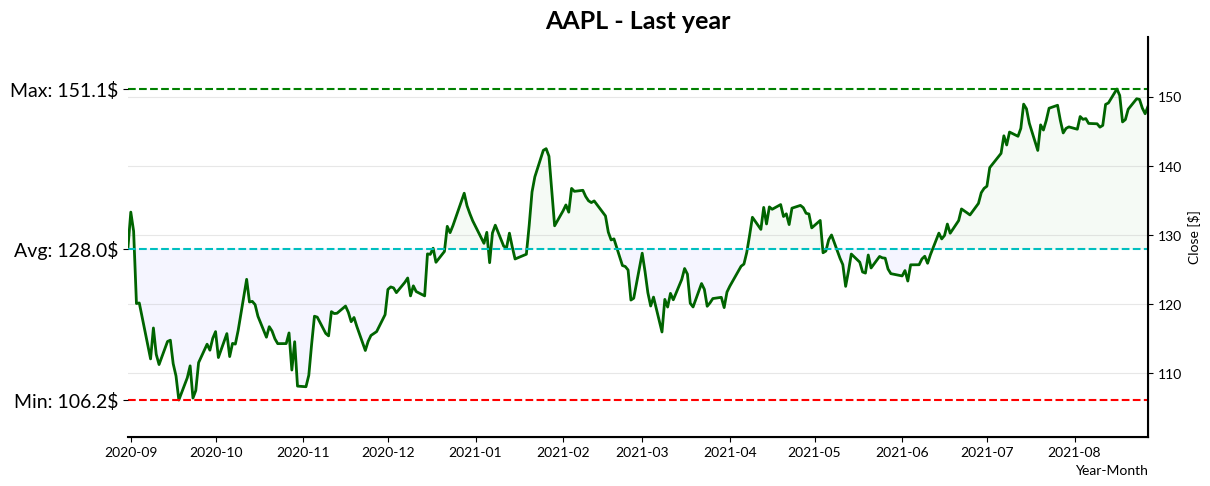 AAPL - Last year
Max: 151.1$
Avg: 128.0$
Min: 106.2$
150
140
130
120
110
Close [$]
2020-09 2020-10 2020-11 2020-12 2021-01 2021-02 2021-03 2021-04 2021-05 2021-06 2021-07 2021-08
Year-Month